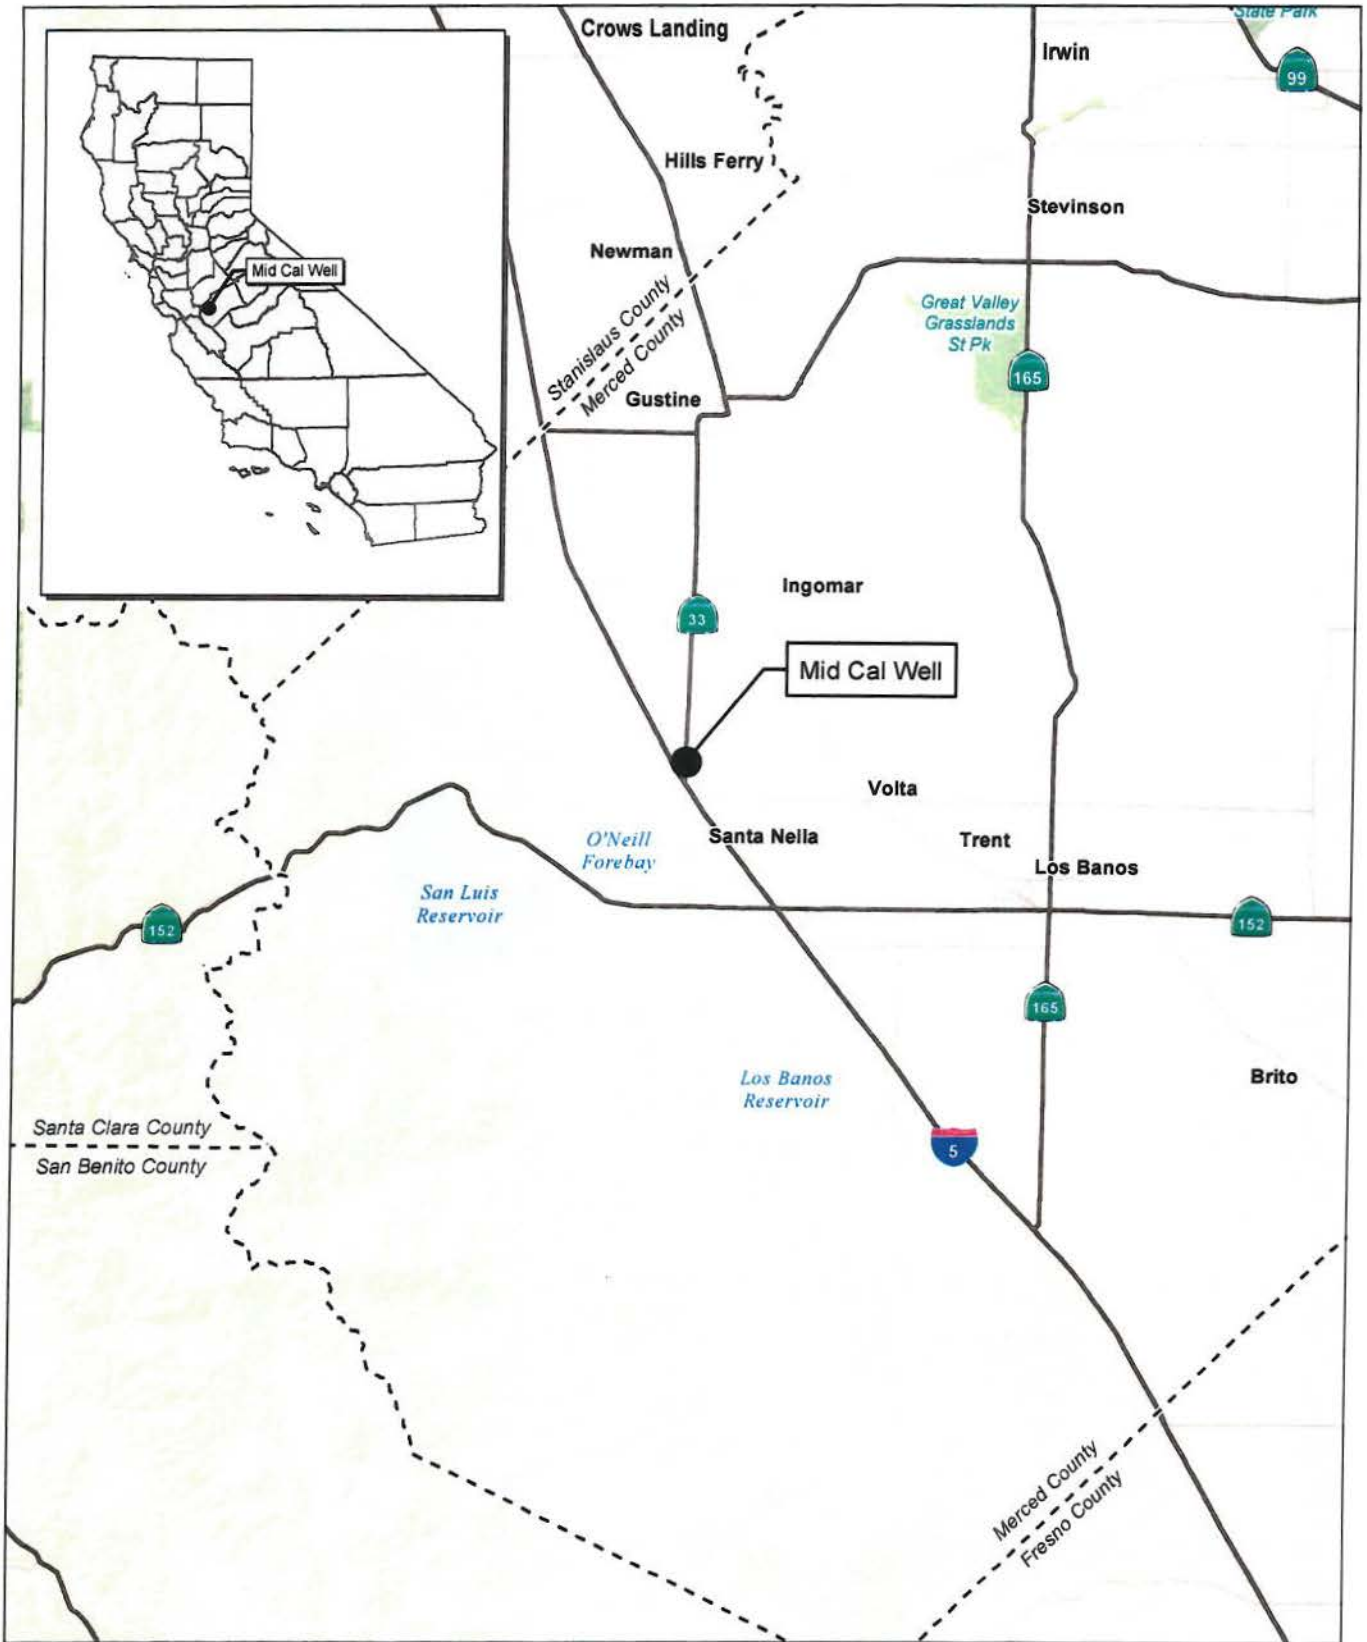 State Park
Crows Landing
Irwin
99
Hills Ferry
Stevinson
Newman
Mid Cal Well
Stanislaus County
Merced County
Great Valley
Grasslands
St Pk
165
Gustine
Ingomar
33
Mid Cal Well
Volta
O'Neill
Forebay
Santa Nella
Trent
Los Banos
San Luis
Reservoir
152
152
165
Los Banos
Reservoir
Brito
Santa Clara County
San Benito County
5
Merced County
Fresno County